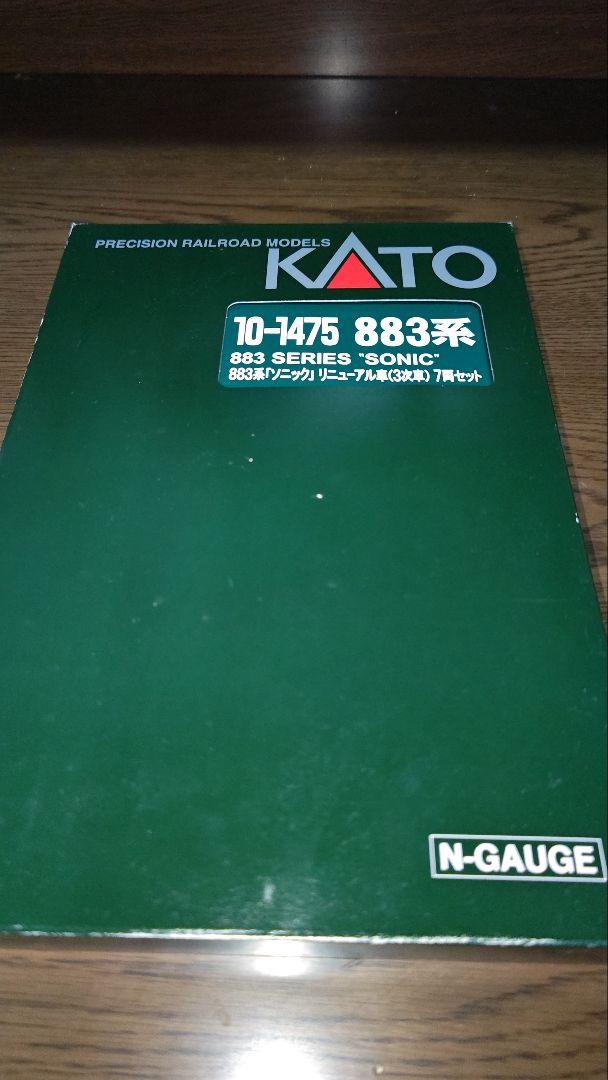 PRECISION RAILROAD MODELS
KATO
10-1475 883系
883 SERIES "SONIC"
883系「ソニック」リニューアル車(3次車) 7両セット
N-GAUGE